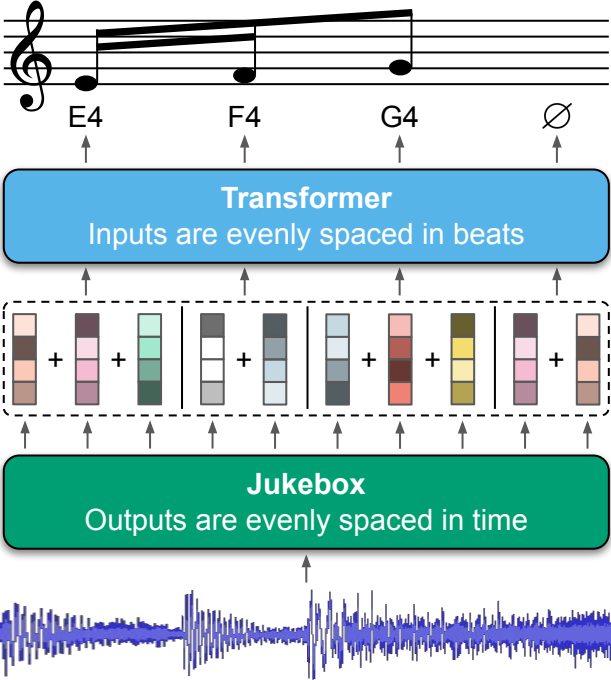 E4 F4 G4 ∅
Transformer
Inputs are evenly spaced in beats
+ + + + + +
Jukebox
Outputs are evenly spaced in time